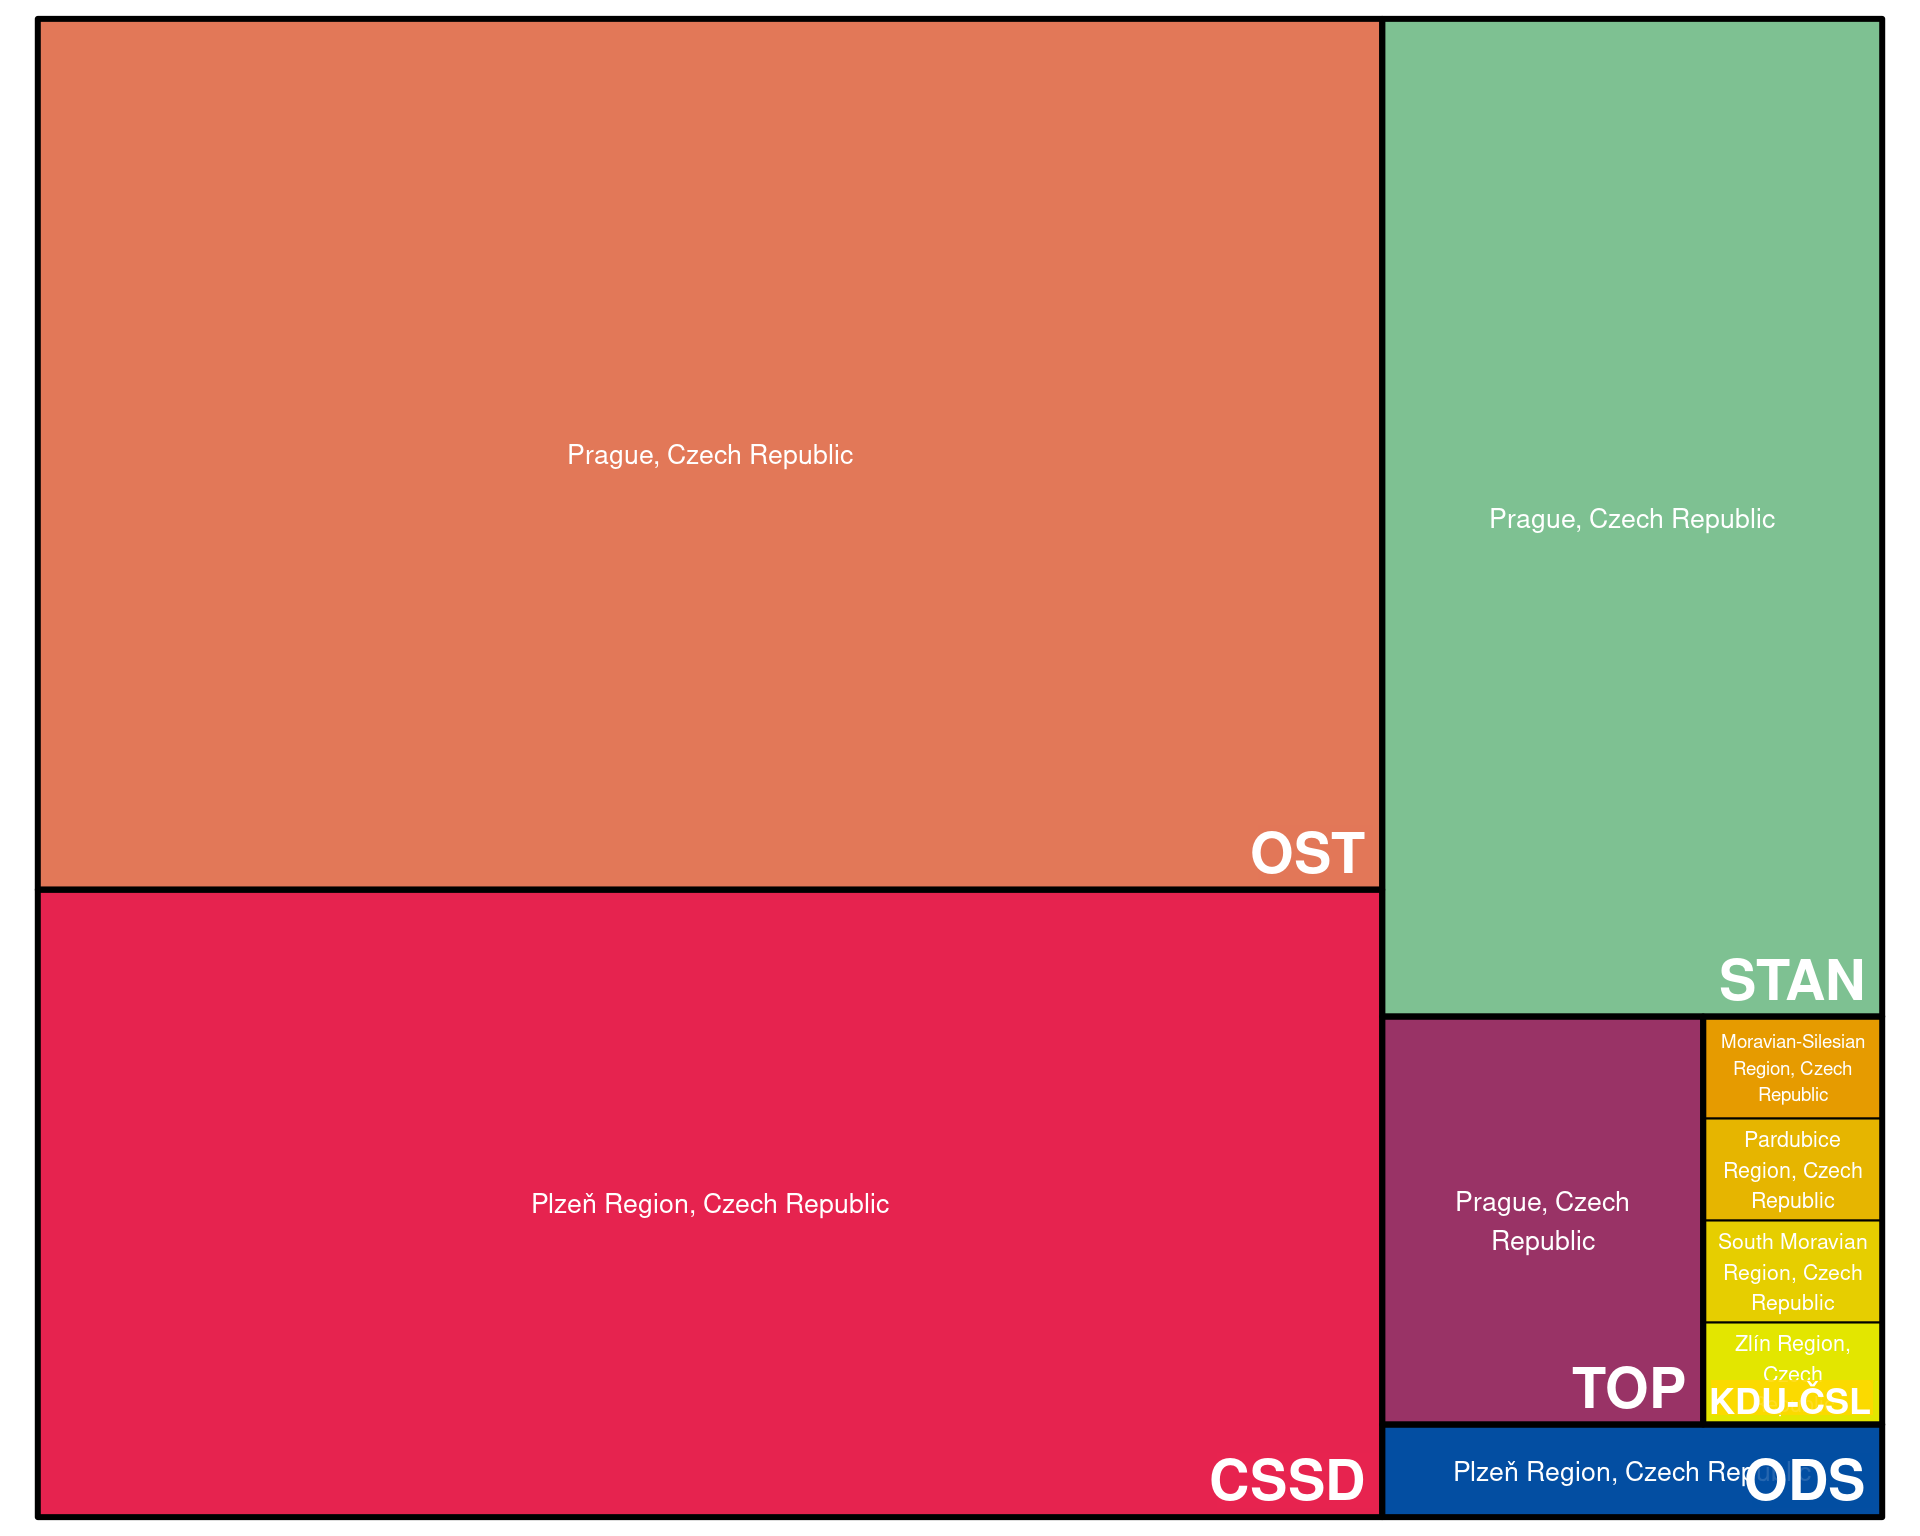 Prague, Czech Republic
OST
Prague, Czech Republic
STAN
Plzeň Region, Czech Republic
CSSD
Prague, Czech
Republic
TOP
Moravian-Silesian
Region, Czech
Republic
Pardubice
Region, Czech
Republic
South Moravian
Region, Czech
Republic
Zlín Region,
Czech
KDU-ČSL
Plzeň Region, Czech Republic
ODS